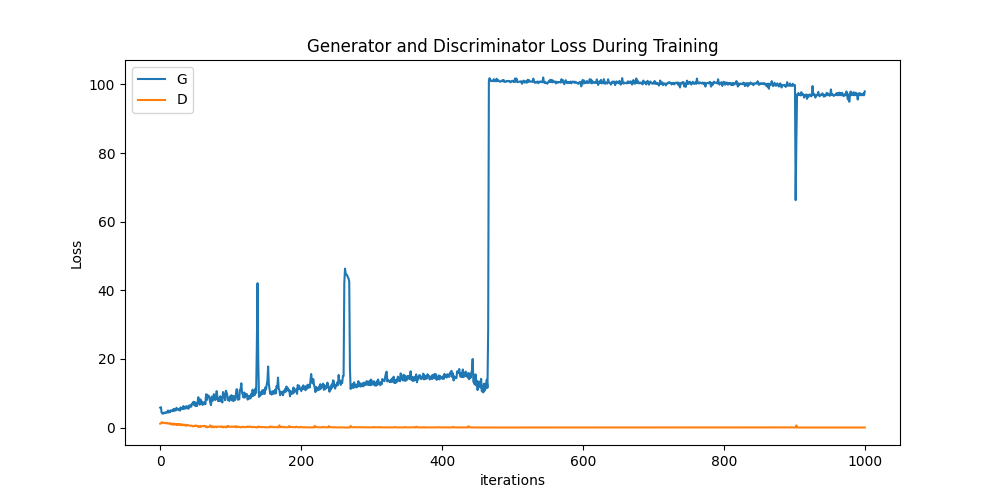 Generator and Discriminator Loss During Training
G
D
Loss
100
80
60
40
20
0
0 200 400 600 800 1000
iterations